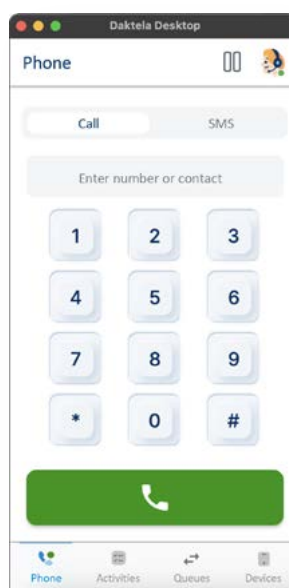 Daktela Desktop
Phone
Call SMS
Enter number or contact
1 2 3
4 5 6
7 8 9
* 0 #
Phone Activities Queues Devices